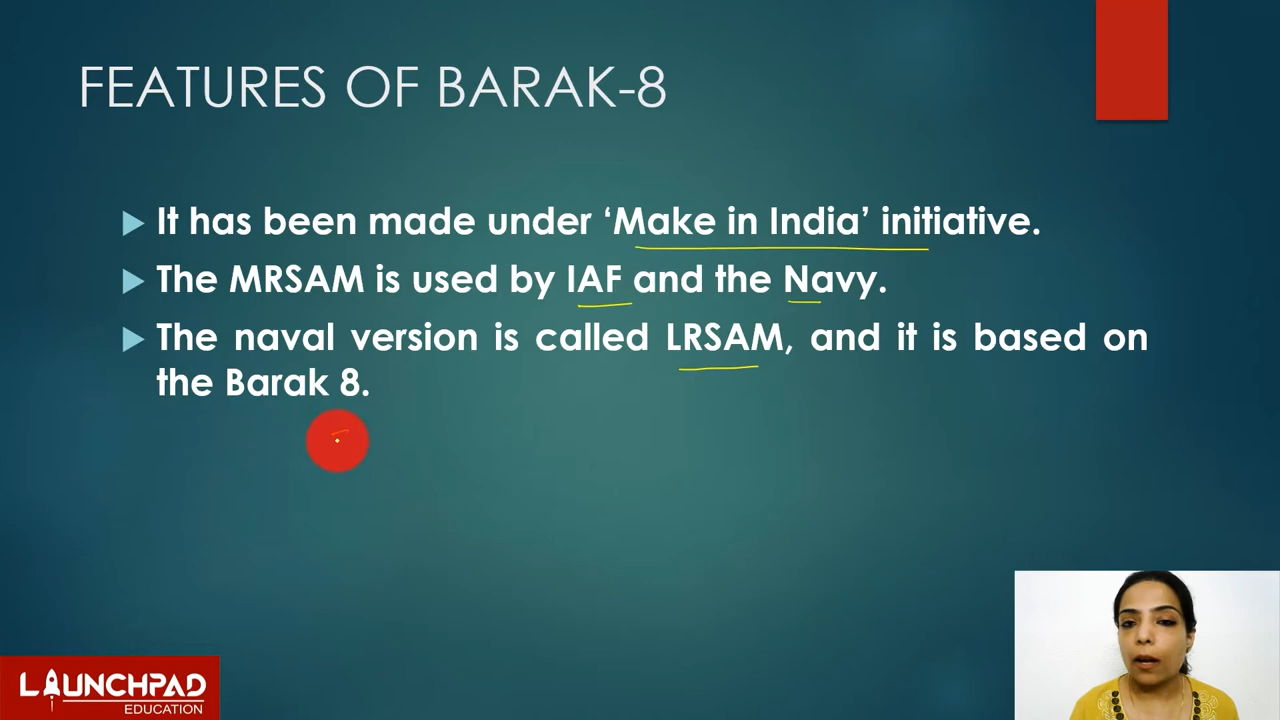 FEATURES OF BARAK-8
It has been made under ‘Make in India’ initiative.
The MRSAM is used by IAF and the Navy.
The naval version is called LRSAM, and it is based on
the Barak 8.
LAUNCHPAD
EDUCATION